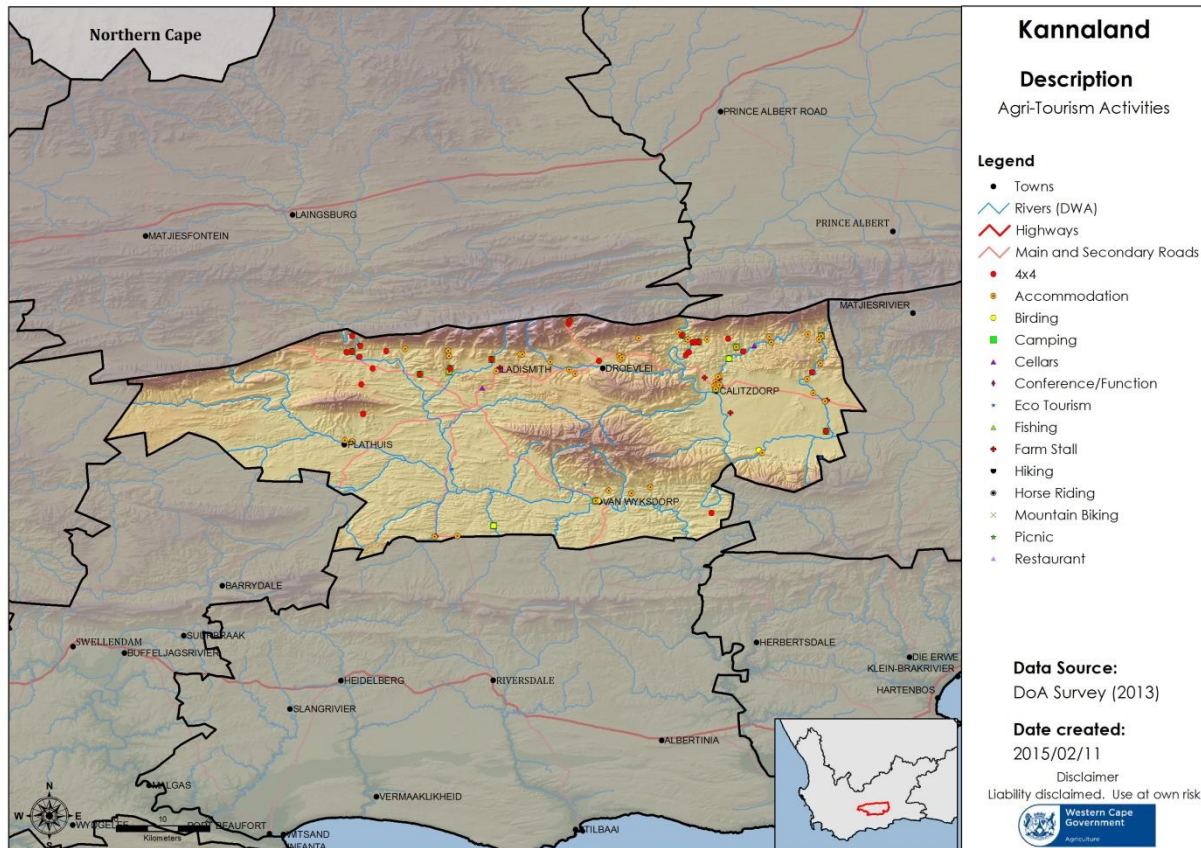 Northern Cape
PRINCE ALBERT ROAD
LAINGSBURG
MATJIESFONTEIN
PRINCE ALBERT
MATJIESRIVIER
LADISMITH
DROEVLEI
CALITZDORP
PLATHUIS
VAN WYKSDORP
BARRYDALE
SUURBRAAK
SWELLENDAM
BUFFELJAGSRIVIER
HERBERTSDALE
DIE ERWE
KLEIN-BRAKRIVIER
HARTENBOS
HEIDELBERG
RIVERSDALE
SLANGRIVIER
ALBERTINIA
MALGAS
VERMAAKLIKHEID
PORT BEAUFORT
WITSAND
INFANTA
STILBAAI
N
W
E
S
10
Kilometers
Kannaland
Description
Agri-Tourism Activities
Legend
Towns
Rivers (DWA)
Highways
Main and Secondary Roads
4x4
Accommodation
Birding
Camping
Cellars
Conference/Function
Eco Tourism
Fishing
Farm Stall
Hiking
Horse Riding
Mountain Biking
Picnic
Restaurant
Data Source:
DoA Survey (2013)
Date created:
2015/02/11
Disclaimer
Liability disclaimed. Use at own risk
Western Cape
Government
Agriculture